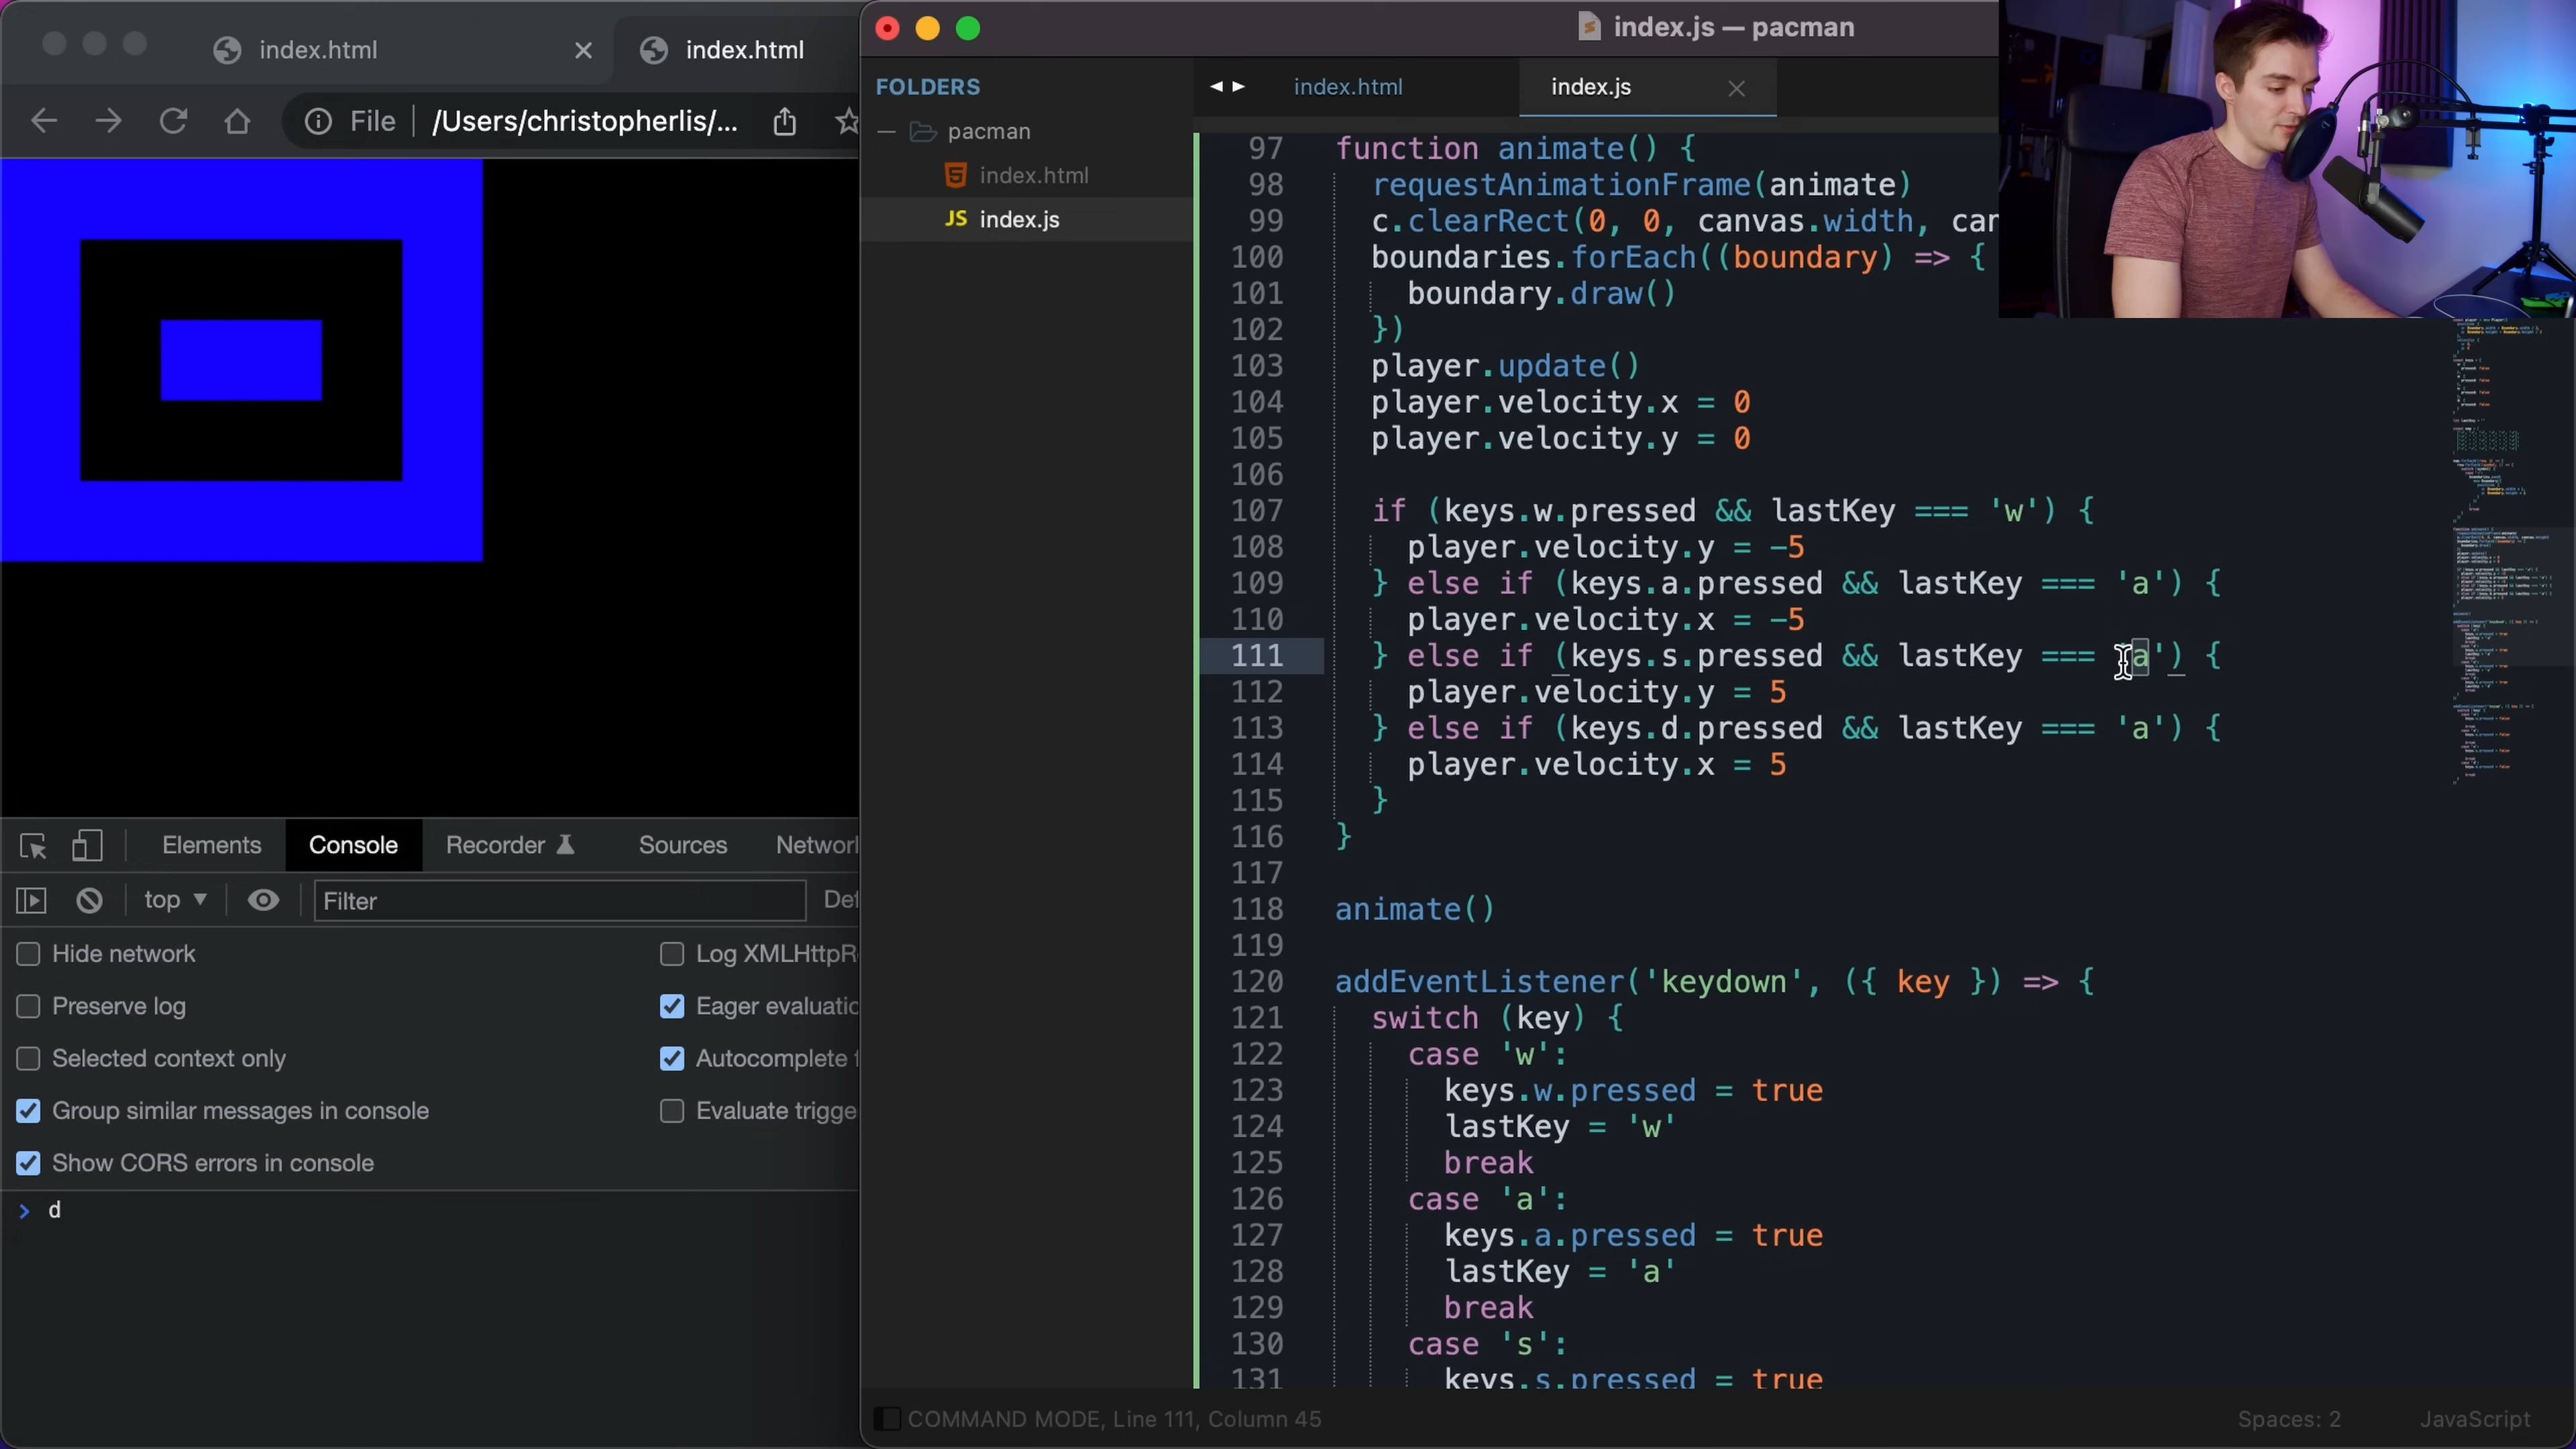 index.html
index.html
File
/Users/christopherlis/...
Elements
Console
Recorder
Sources
top
Filter
Hide network
Preserve log
Selected context only
Group similar messages in console
Show CORS errors in console
Eager
Autocomplete
Evaluate
> d
index.js — pacman
FOLDERS
pacman
index.html
JS index.js
index.html
index.js
97 function animate() {
98 requestAnimationFrame(animate)
99 c.clearRect(0, 0, canvas.width,
100 boundaries.forEach((boundary) => {
101 boundary.draw()
102 })
103 player.update()
104 player.velocity.x = 0
105 player.velocity.y = 0
106
107 if (keys.w.pressed && lastKey === 'w') {
108 player.velocity.y = -5
109 } else if (keys.a.pressed && lastKey === 'a') {
110 player.velocity.x = -5
111 } else if (keys.s.pressed && lastKey === 'a') {
112 player.velocity.y = 5
113 } else if (keys.d.pressed && lastKey === 'a') {
114 player.velocity.x = 5
115 }
116 }
117
118 animate()
119
120 addEventListener('keydown', ({ key }) => {
121 switch (key) {
122 case 'w':
123 keys.w.pressed = true
124 lastKey = 'w'
125 break
126 case 'a':
127 keys.a.pressed = true
128 lastKey = 'a'
129 break
130 case 's':
131 keys.s.pressed = true
COMMAND MODE, Line 111, Column 45
Spaces: 2
JavaScript